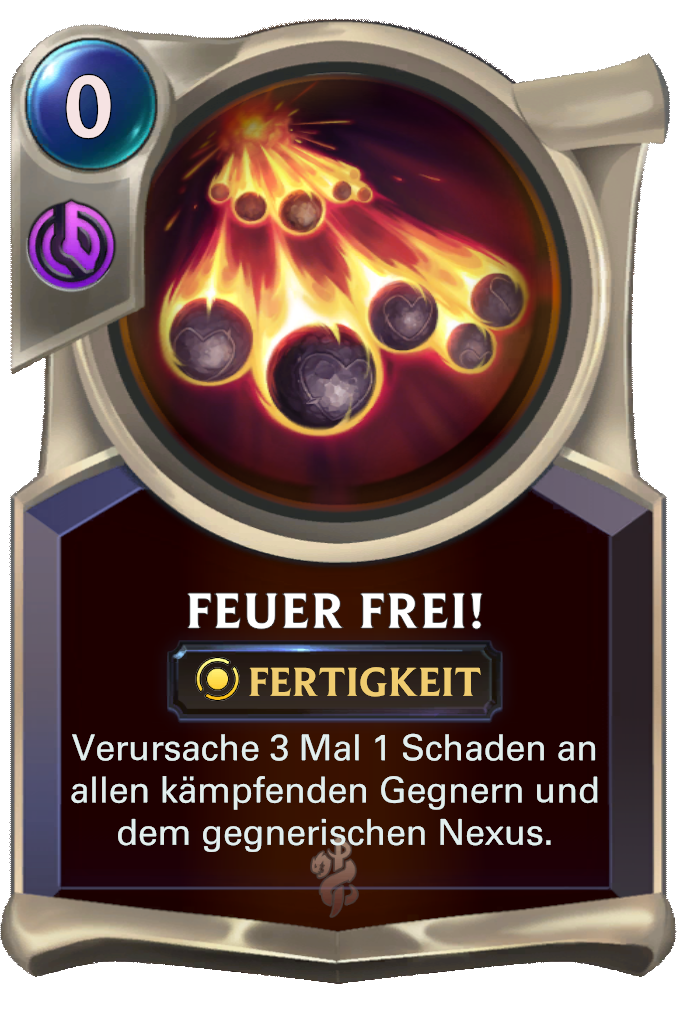 0
FEUER FREI!
FERTIGKEIT
Verursache 3 Mal 1 Schaden an
allen kämpfenden Gegnern und
dem gegnerischen Nexus.